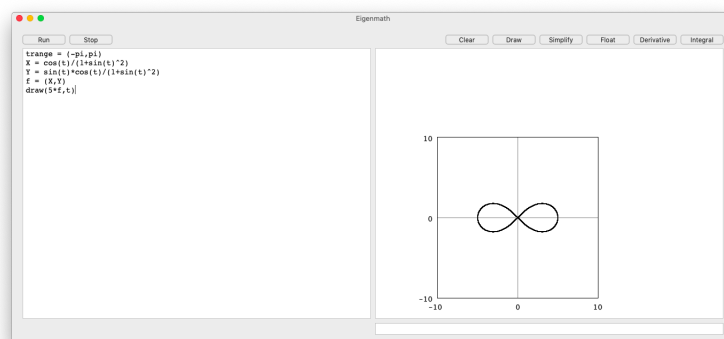 Eigenmath
Run Stop Clear Draw Simplify Float Derivative Integral
trange = (-pi,pi)
X = cos(t)/(1+sin(t)^2)
Y = sin(t)*cos(t)/(1+sin(t)^2)
f = (X,Y)
draw(5*f,t)
10
0
-10
-10 0 10